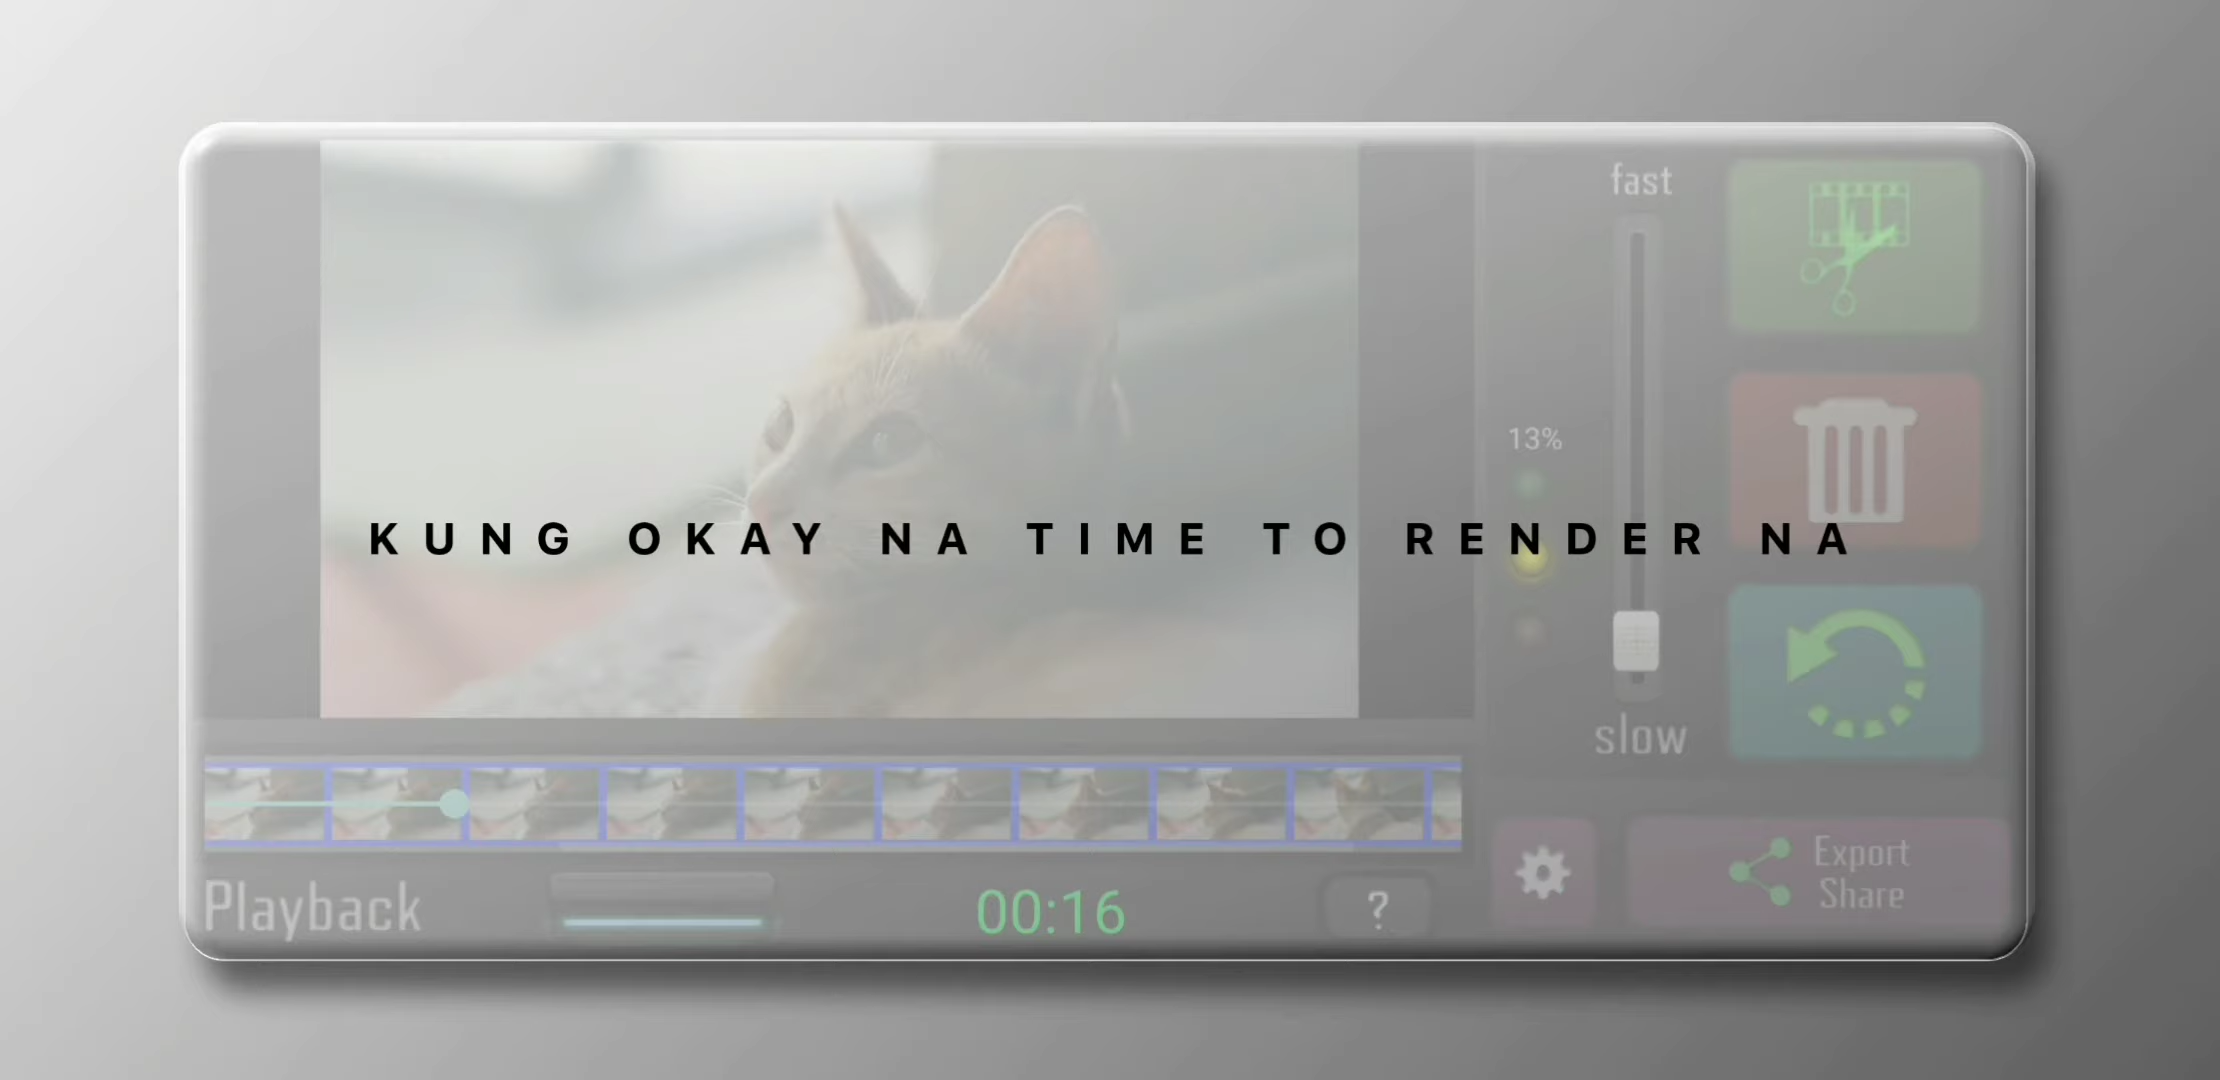 fast
13%
KUNG OKAY NA TIME TO RENDER NA
slow
Playback
00:16
?
Export
Share